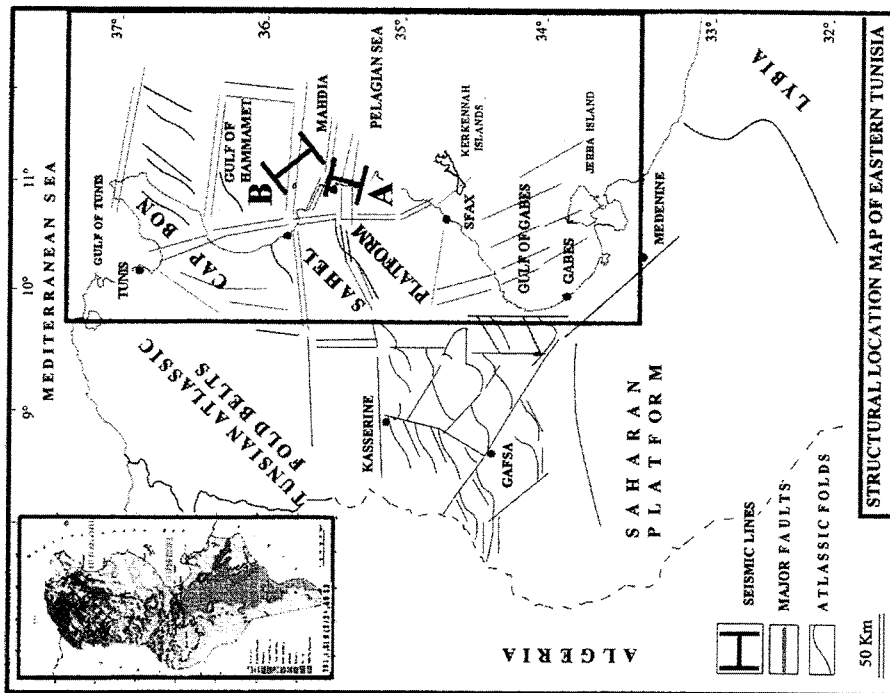 MEDITERRANEAN SEA
9°
10°
11°
37°
36°
35°
34°
33°
32°
GULF OF TUNIS
TUNIS
CAP
BON
GULF OF
HAMMAMET
B
MAHDIA
PELAGIAN SEA
A
SAHEL
PLATFORM
TUNSIAN ATLASSIC
FOLD BELTS
KASSERINE
GAFSA
SFAX
KERKENNAH
ISLANDS
GULF OF GABES
GABES
JERBA ISLAND
MEDENINE
LYBIA
SAHARAN
PLATFORM
ALGERIA
SEISMIC LINES
MAJOR FAULTS
ATLASSIC FOLDS
50 Km
STRUCTURAL LOCATION MAP OF EASTERN TUNISIA